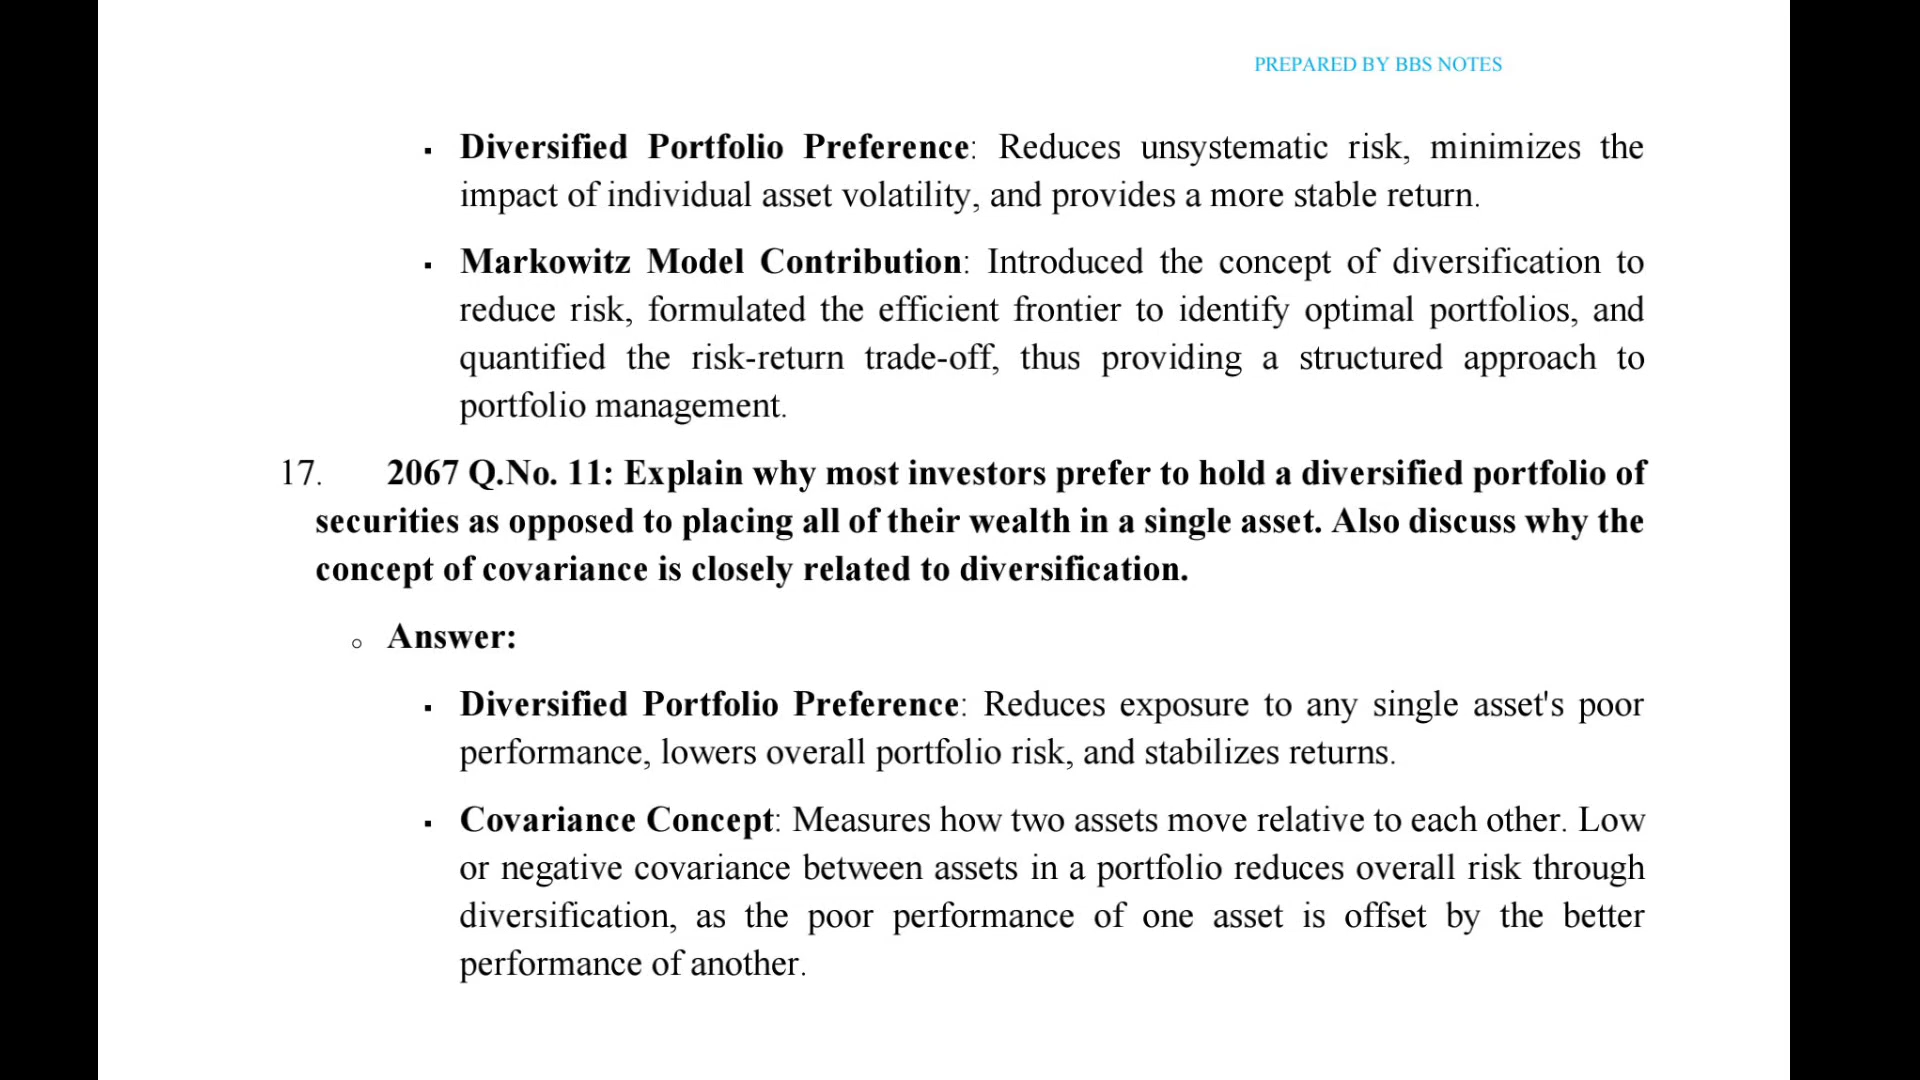 PREPARED BY BBS NOTES
▪ Diversified Portfolio Preference: Reduces unsystematic risk, minimizes the
impact of individual asset volatility, and provides a more stable return.
▪ Markowitz Model Contribution: Introduced the concept of diversification to
reduce risk, formulated the efficient frontier to identify optimal portfolios, and
quantified the risk-return trade-off, thus providing a structured approach to
portfolio management.
17. 2067 Q.No. 11: Explain why most investors prefer to hold a diversified portfolio of
securities as opposed to placing all of their wealth in a single asset. Also discuss why the
concept of covariance is closely related to diversification.
○ Answer:
▪ Diversified Portfolio Preference: Reduces exposure to any single asset's poor
performance, lowers overall portfolio risk, and stabilizes returns.
▪ Covariance Concept: Measures how two assets move relative to each other. Low
or negative covariance between assets in a portfolio reduces overall risk through
diversification, as the poor performance of one asset is offset by the better
performance of another.